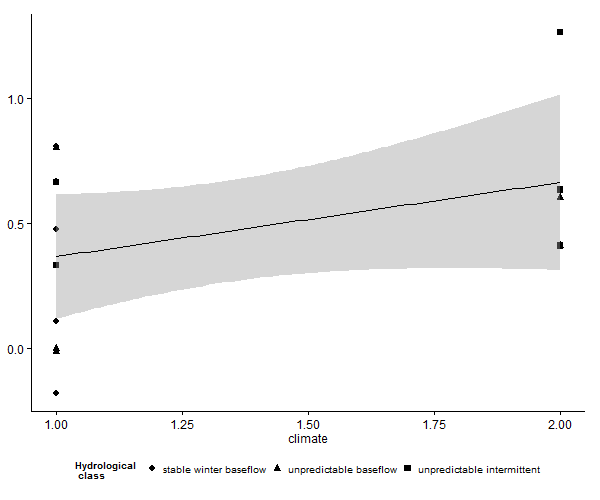 1.0
0.5
0.0
1.00 1.25 1.50 1.75 2.00
climate
Hydrological
class
stable winter baseflow unpredictable baseflow unpredictable intermittent